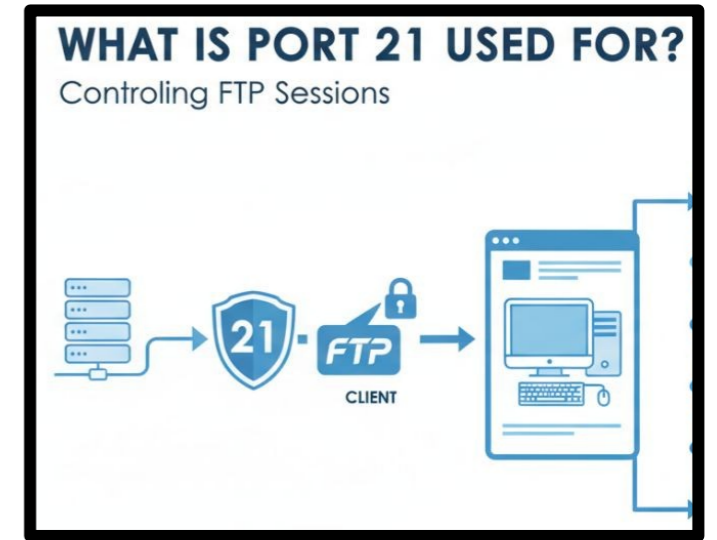 WHAT IS PORT 21 USED FOR?
Controling FTP Sessions
21
FTP
CLIENT